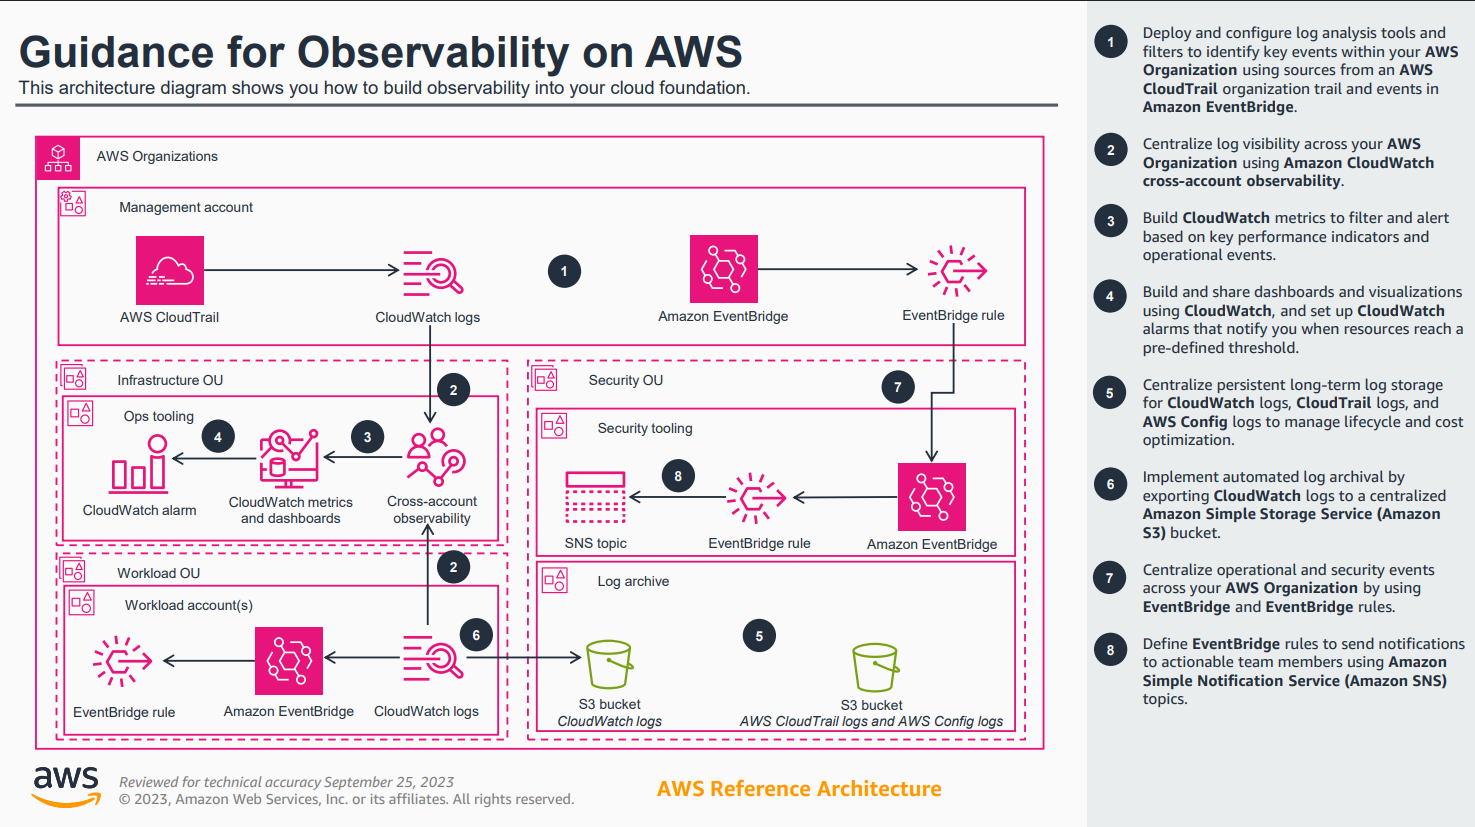 Guidance for Observability on AWS
This architecture diagram shows you how to build observability into your cloud foundation.
AWS Organizations
Management account
AWS CloudTrail
CloudWatch logs
1
Amazon EventBridge
EventBridge rule
Infrastructure OU
2
Ops tooling
4
3
CloudWatch alarm
CloudWatch metrics
and dashboards
Cross-account
observability
Security OU
7
Security tooling
8
SNS topic
EventBridge rule
Amazon EventBridge
Workload OU
2
Workload account(s)
6
EventBridge rule
Amazon EventBridge
CloudWatch logs
Log archive
5
S3 bucket
CloudWatch logs
S3 bucket
AWS CloudTrail logs and AWS Config logs
aws
Reviewed for technical accuracy September 25, 2023
© 2023, Amazon Web Services, Inc. or its affiliates. All rights reserved.
AWS Reference Architecture
1
Deploy and configure log analysis tools and
filters to identify key events within your AWS
Organization using sources from an AWS
CloudTrail organization trail and events in
Amazon EventBridge.
2
Centralize log visibility across your AWS
Organization using Amazon CloudWatch
cross-account observability.
3
Build CloudWatch metrics to filter and alert
based on key performance indicators and
operational events.
4
Build and share dashboards and visualizations
using CloudWatch, and set up CloudWatch
alarms that notify you when resources reach a
pre-defined threshold.
5
Centralize persistent long-term log storage
for CloudWatch logs, CloudTrail logs, and
AWS Config logs to manage lifecycle and cost
optimization.
6
Implement automated log archival by
exporting CloudWatch logs to a centralized
Amazon Simple Storage Service (Amazon
S3) bucket.
7
Centralize operational and security events
across your AWS Organization by using
EventBridge and EventBridge rules.
8
Define EventBridge rules to send notifications
to actionable team members using Amazon
Simple Notification Service (Amazon SNS)
topics.